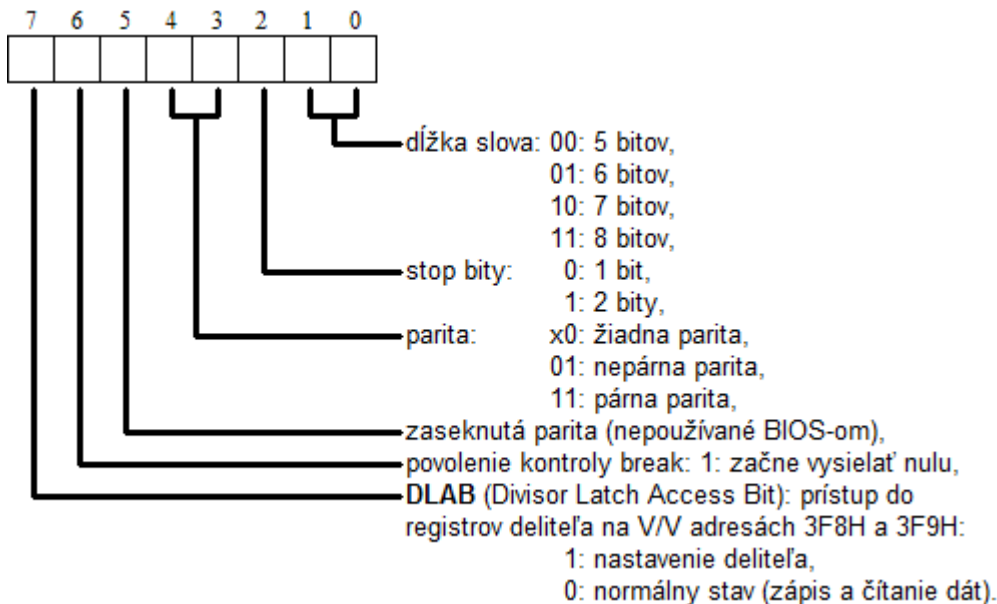 7 6 5 4 3 2 1 0
dĺžka slova: 00: 5 bitov,
01: 6 bitov,
10: 7 bitov,
11: 8 bitov,
stop bity: 0: 1 bit,
1: 2 bity,
parita: x0: žiadna parita,
01: nepárna parita,
11: párna parita,
zaseknutá parita (nepoužívané BIOS-om),
povolenie kontroly break: 1: začne vysielať nulu,
DLAB (Divisor Latch Access Bit): prístup do
registrov deliteľa na V/V adresách 3F8H a 3F9H:
1: nastavenie deliteľa,
0: normálny stav (zápis a čítanie dát).